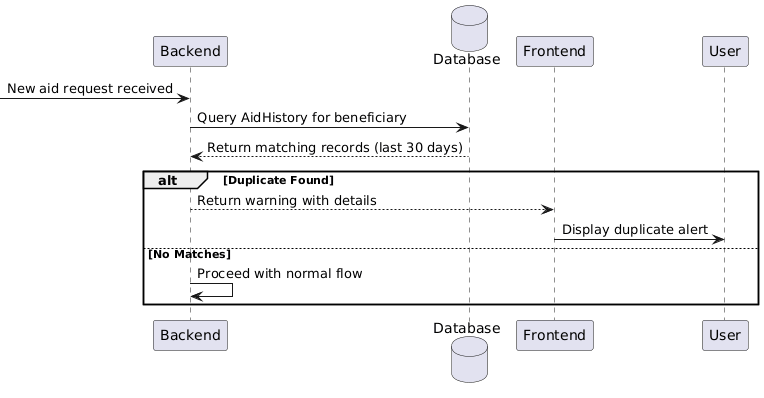 Backend
Database
Frontend
User
New aid request received
Query AidHistory for beneficiary
Return matching records (last 30 days)
alt
[Duplicate Found]
Return warning with details
Display duplicate alert
[No Matches]
Proceed with normal flow
Backend
Database
Frontend
User